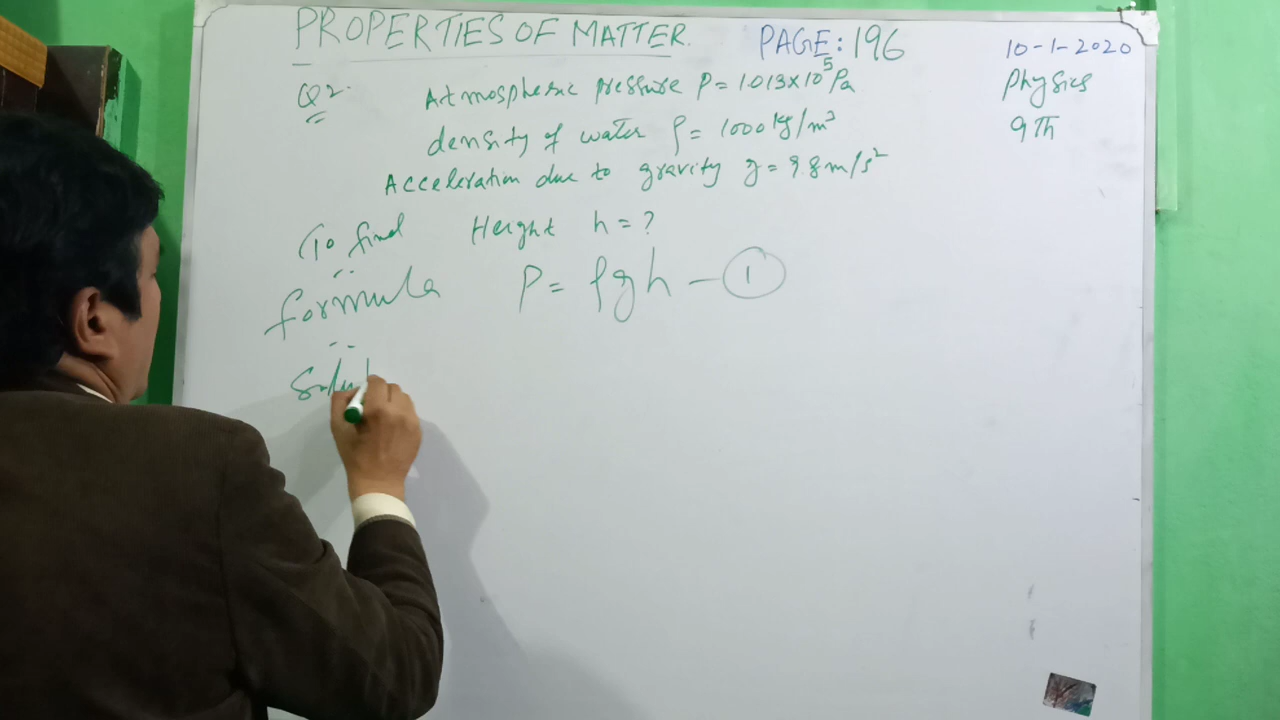 PROPERTIES OF MATTER. PAGE: 196
10-1-2020
Physics
9Th
Q2. Atmospheric pressure P = 1.013×10⁵ Pa
density of water ρ = 1000 kg/m³
Acceleration due to gravity g = 9.8 m/s²
To find Height h = ?
formula P = ρgh — ①
Solut